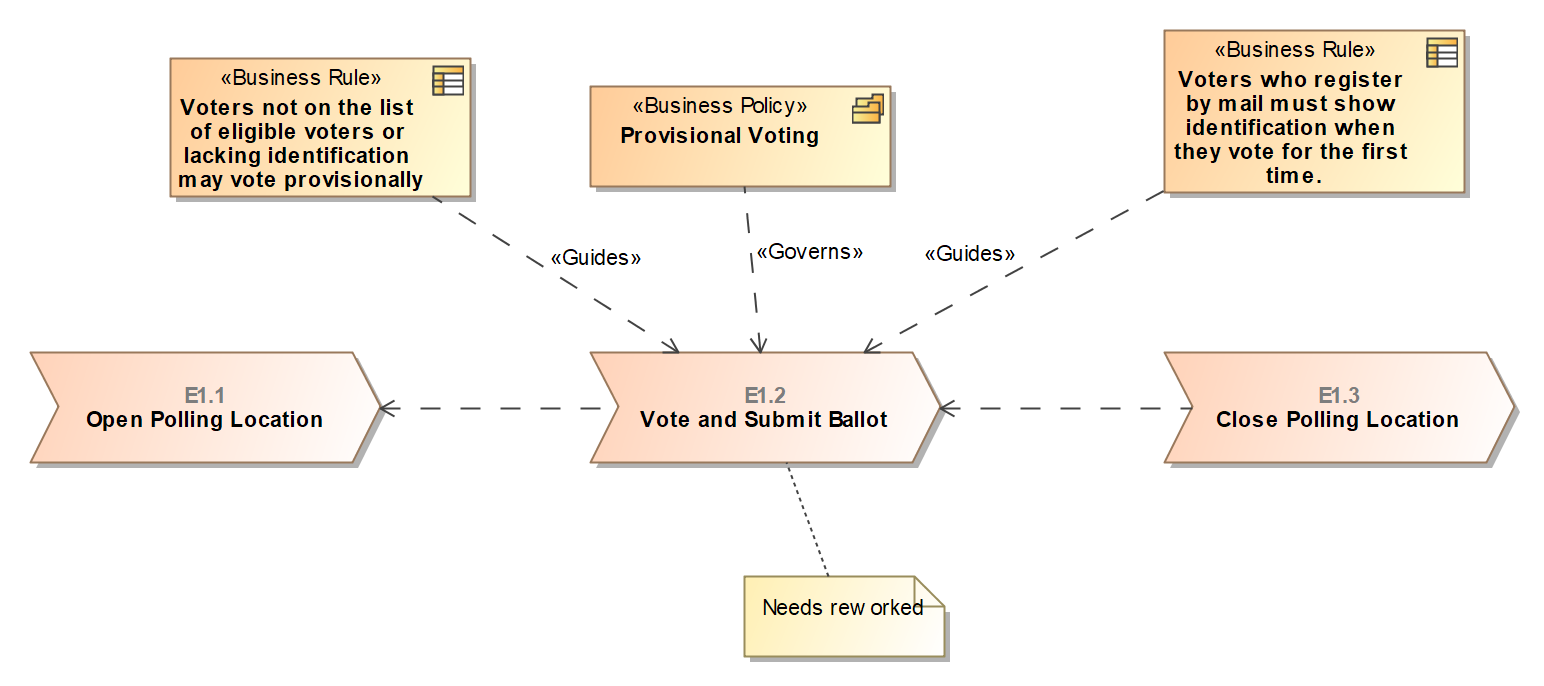 «Business Rule»
Voters not on the list
of eligible voters or
lacking identification
may vote provisionally
«Business Policy»
Provisional Voting
«Business Rule»
Voters who register
by mail must show
identification when
they vote for the first
time.
«Guides»
«Governs»
«Guides»
E1.1
Open Polling Location
E1.2
Vote and Submit Ballot
E1.3
Close Polling Location
Needs rew orked